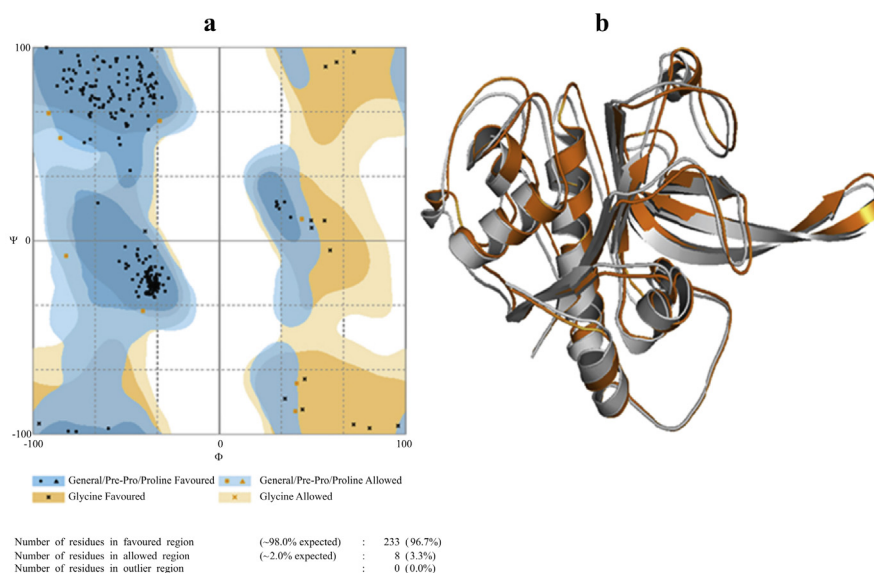 a
b
100
Ψ 0
-100
-100 0 100
Φ
General/Pre-Pro/Proline Favoured General/Pre-Pro/Proline Allowed
Glycine Favoured Glycine Allowed
Number of residues in favoured region (~98.0% expected) : 233 (96.7%)
Number of residues in allowed region (~2.0% expected) : 8 (3.3%)
Number of residues in outlier region : 0 (0.0%)